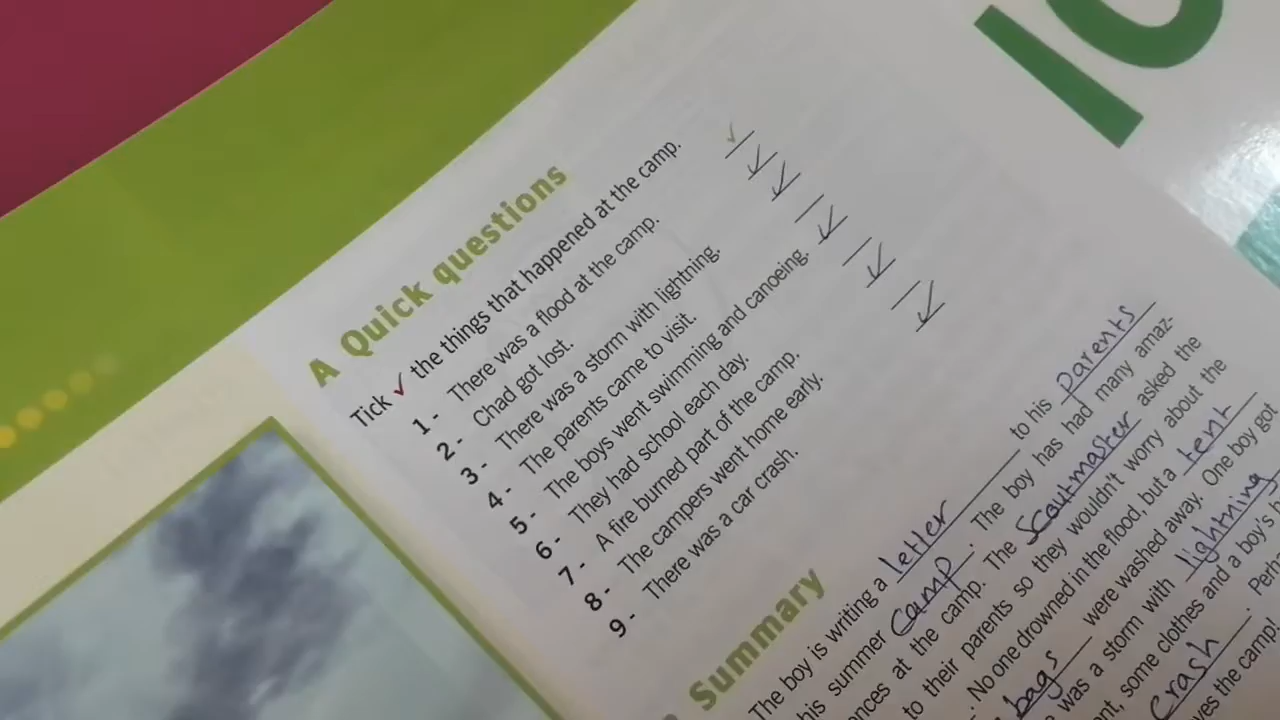 10
A Quick questions
Tick ✓ the things that happened at the camp.
1- There was a flood at the camp. ✓
2- Chad got lost. ✓
3- There was a storm with lightning. ✓
4- The parents came to visit.
5- The boys went swimming and canoeing. ✓
6- They had school each day.
7- A fire burned part of the camp. ✓
8- The campers went home early.
9- There was a car crash. ✓
Summary
The boy is writing a letter to his parents
his summer camp. The boy has had many amaz-
ences at the camp. The Scoutmaster asked the
to their parents so they wouldn't worry about the
. No one drowned in the flood, but a tent
bags were washed away. One boy got
was a storm with lightning
nt, some clothes and a boy's
crash. Perh
ves the camp!